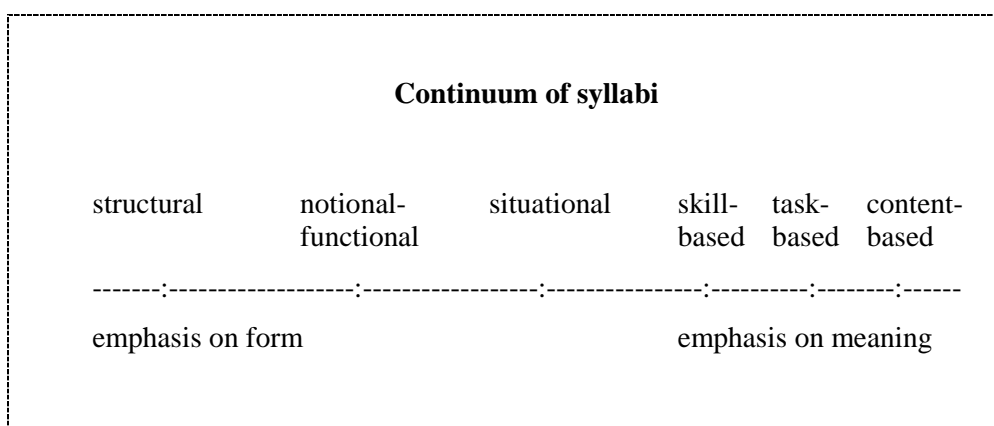 Continuum of syllabi
structural notional- situational skill- task- content-
functional based based based
-------:-------------------:------------------:----------------:----------:--------:------
emphasis on form emphasis on meaning